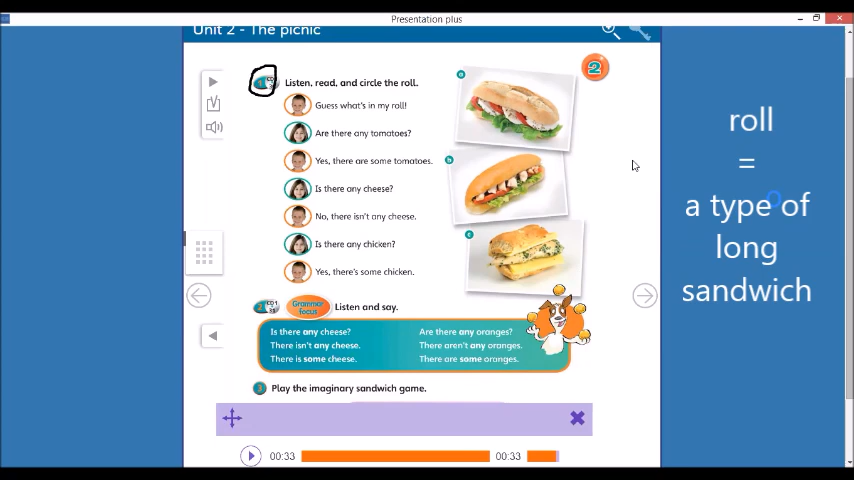 Presentation plus
Unit 2 - The picnic
2
1
Listen, read, and circle the roll.
Guess what's in my roll!
Are there any tomatoes?
Yes, there are some tomatoes.
Is there any cheese?
No, there isn't any cheese.
Is there any chicken?
Yes, there's some chicken.
a
b
c
roll
=
a type of
long
sandwich
2
CD 1
Grammar
focus
Listen and say.
Is there any cheese?
There isn't any cheese.
There is some cheese.
Are there any oranges?
There aren't any oranges.
There are some oranges.
3
Play the imaginary sandwich game.
00:33
00:33